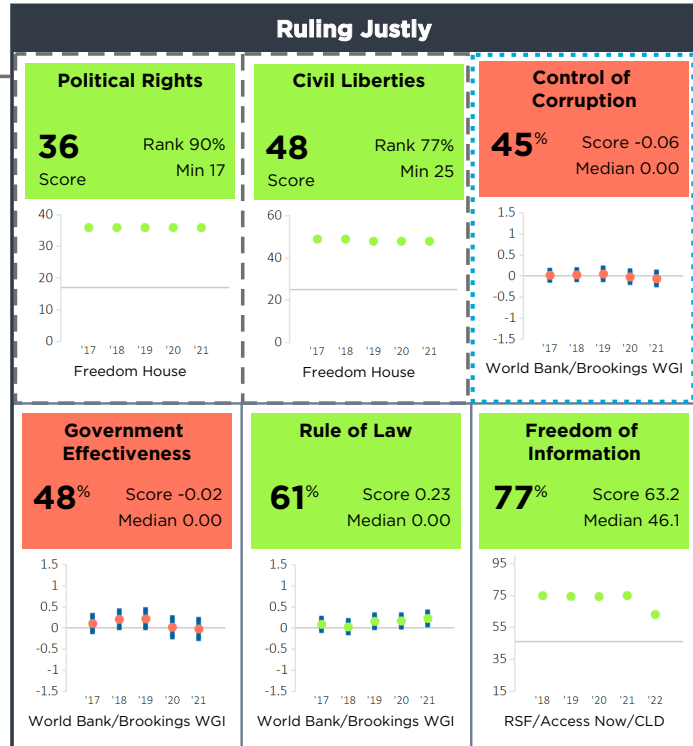 Ruling Justly
Political Rights
36
Score
Rank 90%
Min 17
40
30
20
10
0
'17 '18 '19 '20 '21
Freedom House
Civil Liberties
48
Score
Rank 77%
Min 25
60
40
20
0
'17 '18 '19 '20 '21
Freedom House
Control of
Corruption
45%
Score -0.06
Median 0.00
1.5
1
0.5
0
-0.5
-1
-1.5
'17 '18 '19 '20 '21
World Bank/Brookings WGI
Government
Effectiveness
48%
Score -0.02
Median 0.00
1.5
1
0.5
0
-0.5
-1
-1.5
'17 '18 '19 '20 '21
World Bank/Brookings WGI
Rule of Law
61%
Score 0.23
Median 0.00
1.5
1
0.5
0
-0.5
-1
-1.5
'17 '18 '19 '20 '21
World Bank/Brookings WGI
Freedom of
Information
77%
Score 63.2
Median 46.1
95
75
55
35
15
'18 '19 '20 '21 '22
RSF/Access Now/CLD